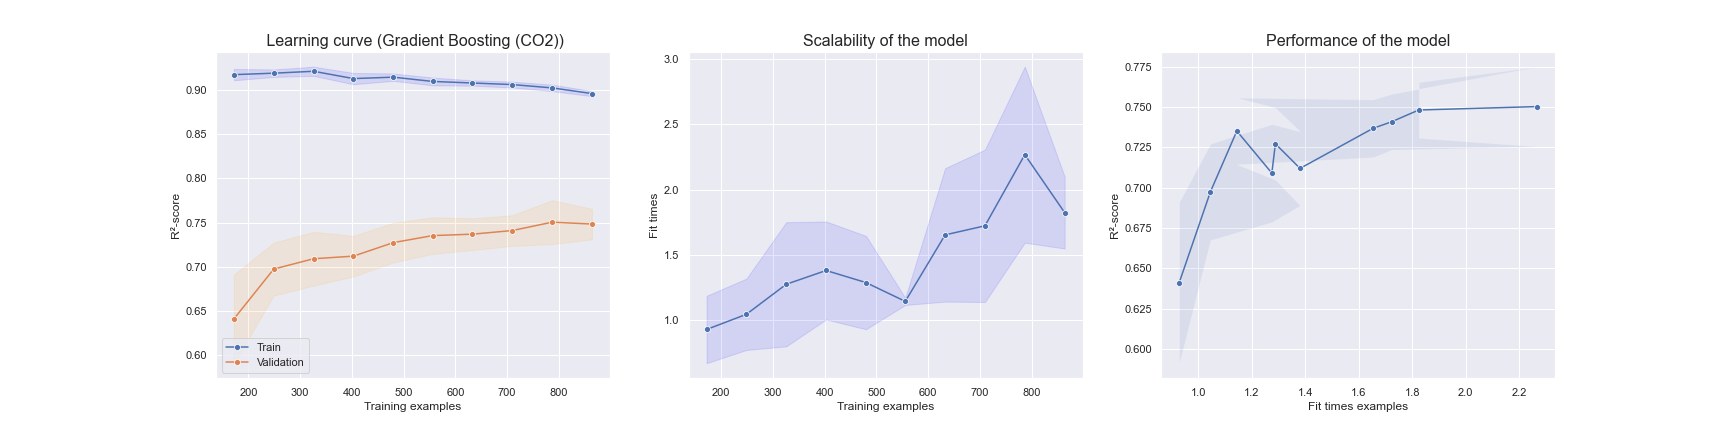 Learning curve (Gradient Boosting (CO2))
R²-score
0.90
0.85
0.80
0.75
0.70
0.65
0.60
Train
Validation
200 300 400 500 600 700 800
Training examples
Scalability of the model
Fit times
3.0
2.5
2.0
1.5
1.0
200 300 400 500 600 700 800
Training examples
Performance of the model
R²-score
0.775
0.750
0.725
0.700
0.675
0.650
0.625
0.600
1.0 1.2 1.4 1.6 1.8 2.0 2.2
Fit times examples